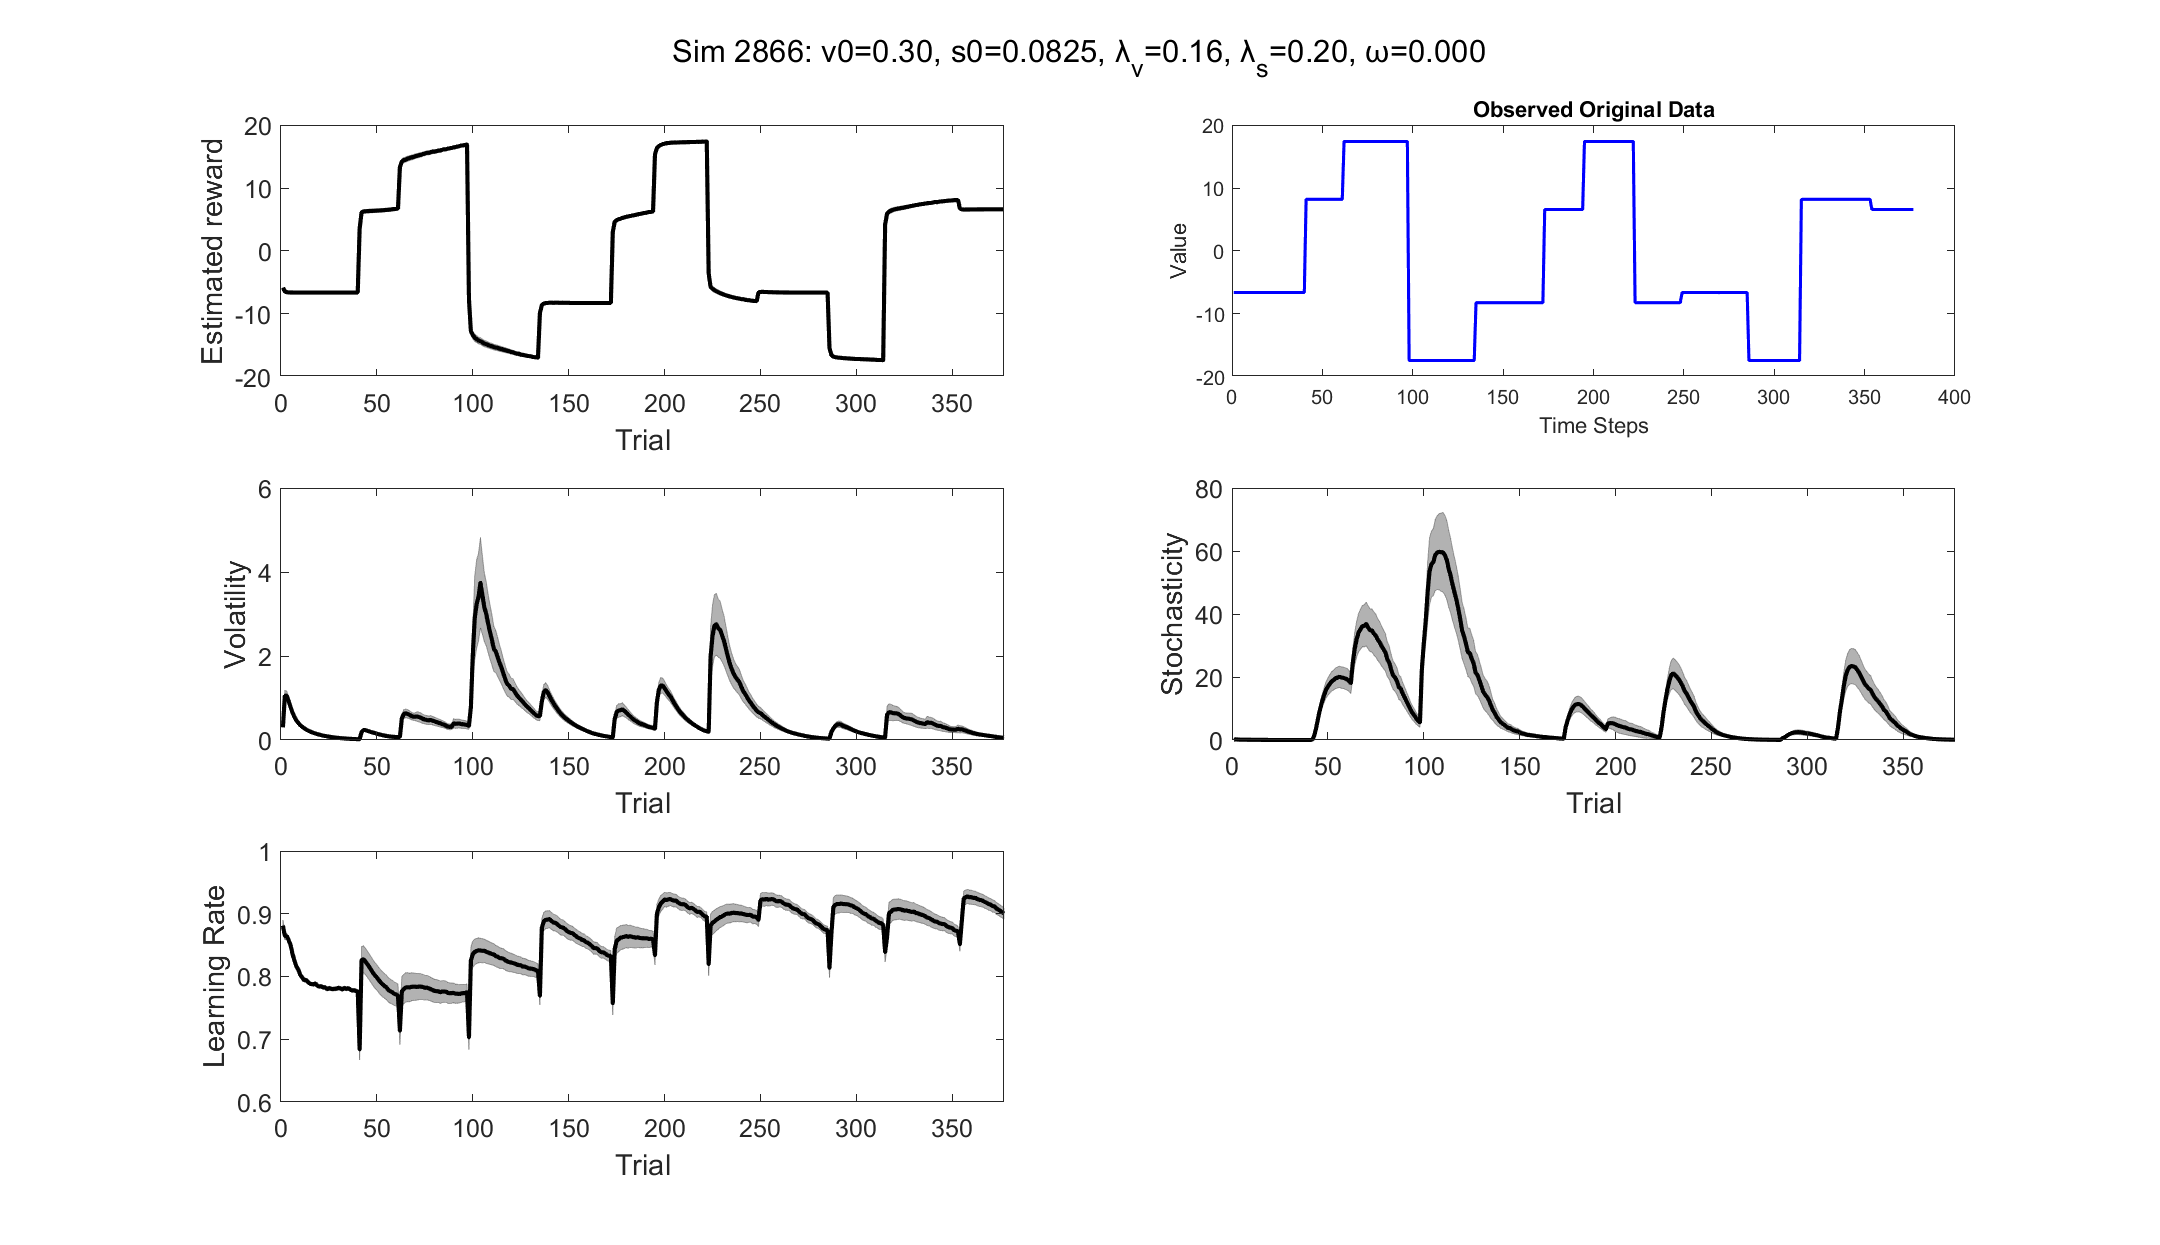 Sim 2866: v0=0.30, s0=0.0825, λ_v=0.16, λ_s=0.20, ω=0.000
Estimated reward
20
10
0
-10
-20
0 50 100 150 200 250 300 350
Trial
Observed Original Data
Value
20
10
0
-10
-20
0 50 100 150 200 250 300 350 400
Time Steps
Volatility
6
4
2
0
0 50 100 150 200 250 300 350
Trial
Stochasticity
80
60
40
20
0
0 50 100 150 200 250 300 350
Trial
Learning Rate
1
0.9
0.8
0.7
0.6
0 50 100 150 200 250 300 350
Trial